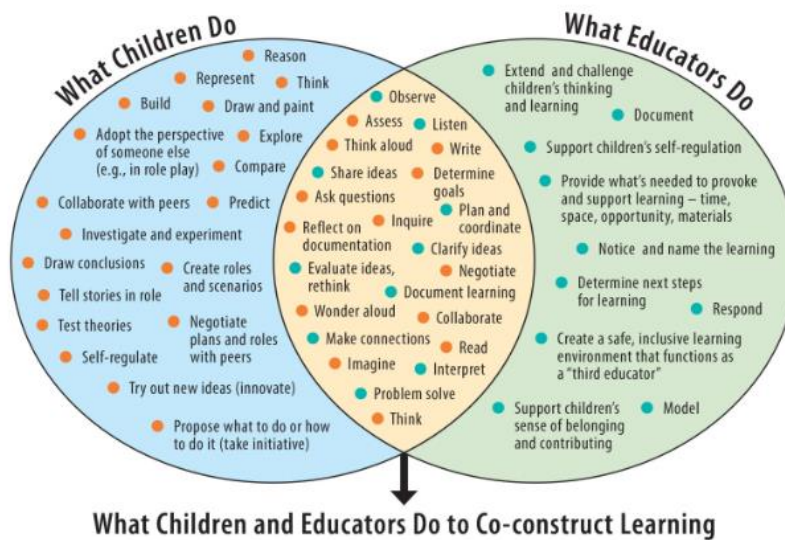 What Children Do
What Educators Do
Reason
Represent
Think
Build
Draw and paint
Adopt the perspective
of someone else
(e.g., in role play)
Explore
Compare
Collaborate with peers
Predict
Investigate and experiment
Draw conclusions
Create roles
and scenarios
Tell stories in role
Test theories
Negotiate
plans and roles
with peers
Self-regulate
Try out new ideas (innovate)
Propose what to do or how
to do it (take initiative)
Observe
Assess
Listen
Think aloud
Write
Share ideas
Determine
goals
Ask questions
Plan and
coordinate
Inquire
Reflect on
documentation
Clarify ideas
Evaluate ideas,
rethink
Negotiate
Document learning
Wonder aloud
Collaborate
Make connections
Read
Imagine
Interpret
Problem solve
Think
Extend and challenge
children's thinking
and learning
Document
Support children's self-regulation
Provide what's needed to provoke
and support learning – time,
space, opportunity, materials
Notice and name the learning
Determine next steps
for learning
Respond
Create a safe, inclusive learning
environment that functions as
a "third educator"
Support children's
sense of belonging
and contributing
Model
What Children and Educators Do to Co-construct Learning